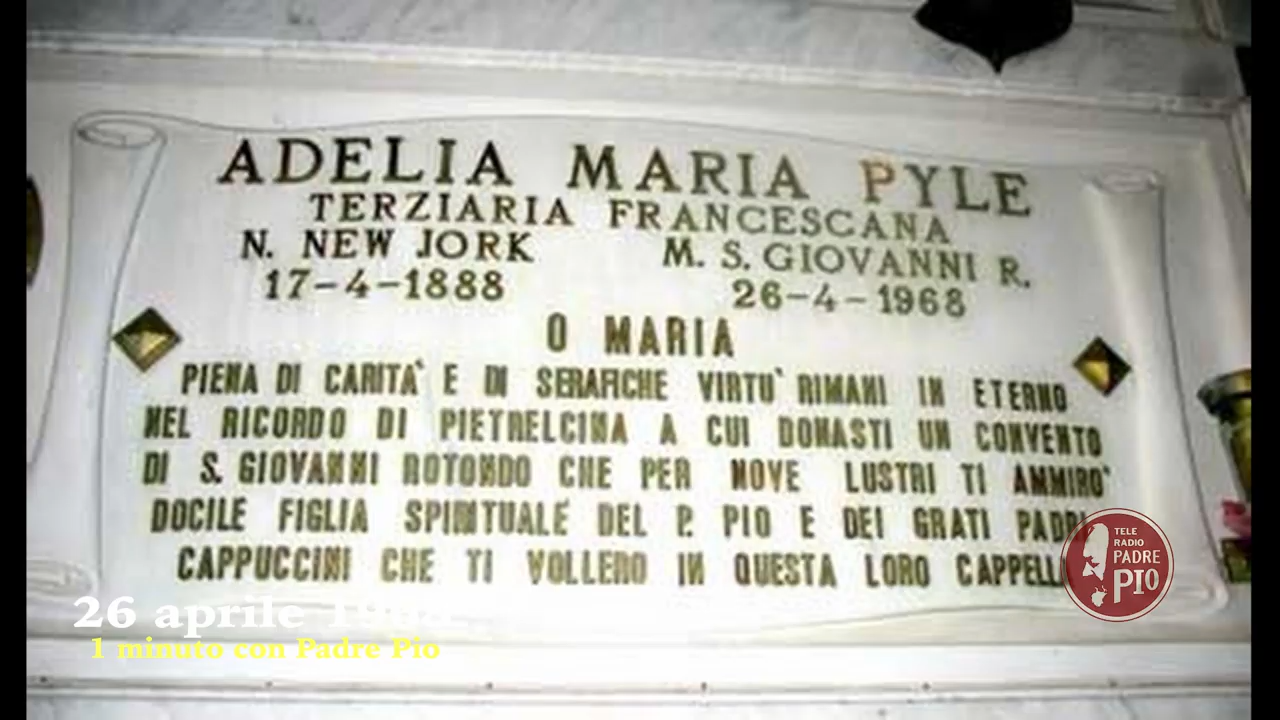 ADELIA MARIA PYLE
TERZIARIA FRANCESCANA
N. NEW JORK M. S. GIOVANNI R.
17-4-1888 26-4-1968
O MARIA
PIENA DI CARITA' E DI SERAFICHE VIRTU' RIMANI IN ETERNO
NEL RICORDO DI PIETRELCINA A CUI DONASTI UN CONVENTO
DI S. GIOVANNI ROTONDO CHE PER NOVE LUSTRI TI AMMIRO'
DOCILE FIGLIA SPIRITUALE DEL P. PIO E DEI GRATI PADRI
CAPPUCCINI CHE TI VOLLERO IN QUESTA LORO CAPPELL
TELE
RADIO
PADRE
PIO
26 aprile 1968
1 minuto con Padre Pio